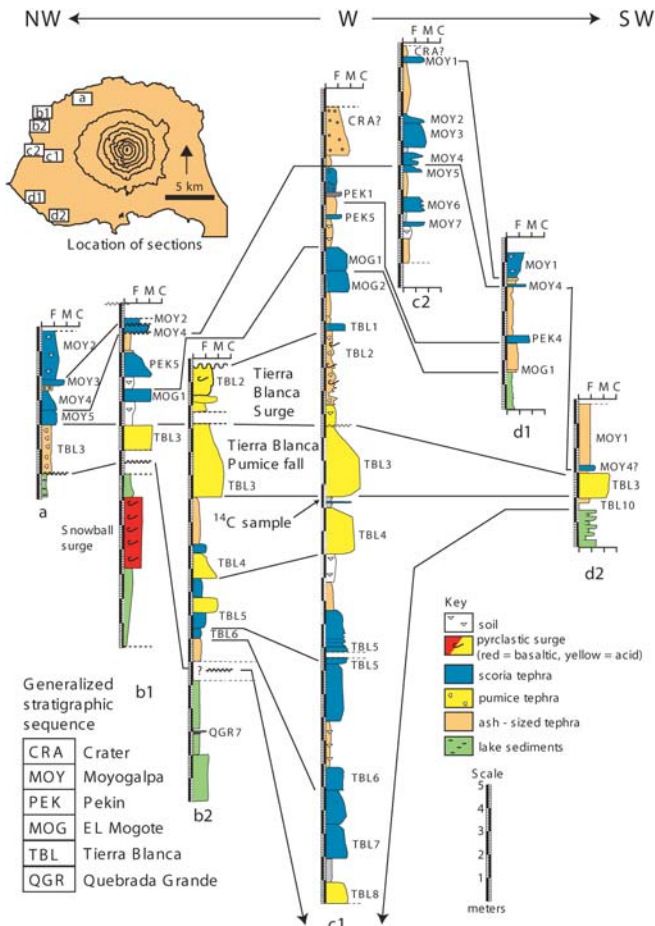 NW W SW
F M C
CRA?
MOY1
MOY2
MOY3
MOY4
MOY5
MOY6
MOY7
c2
a
b1
b2
c2
c1
d1
d2
5 km
Location of sections
F M C
CRA?
PEK1
PEK5
MOG1
MOG2
TBL1
TBL2
TBL3
14C sample
TBL4
TBL5
TBL5
TBL6
TBL7
TBL8
c1
F M C
MOY1
MOY4
PEK4
MOG1
d1
F M C
MOY2
MOY3
MOY4
MOY5
TBL3
a
F M C
MOY2
MOY4
PEK5
MOG1
TBL3
Snowball
surge
b1
F M C
TBL2
Tierra
Blanca
Surge
Tierra Blanca
Pumice fall
TBL3
TBL4
TBL5
TBL6
?
QGR7
b2
F M C
MOY1
MOY4?
TBL3
TBL10
d2
Key
soil
pyroclastic surge
(red = basaltic, yellow = acid)
scoria tephra
pumice tephra
ash - sized tephra
lake sediments
Scale
5
4
3
2
1
meters
Generalized
stratigraphic
sequence
CRA Crater
MOY Moyogalpa
PEK Pekin
MOG EL Mogote
TBL Tierra Blanca
QGR Quebrada Grande